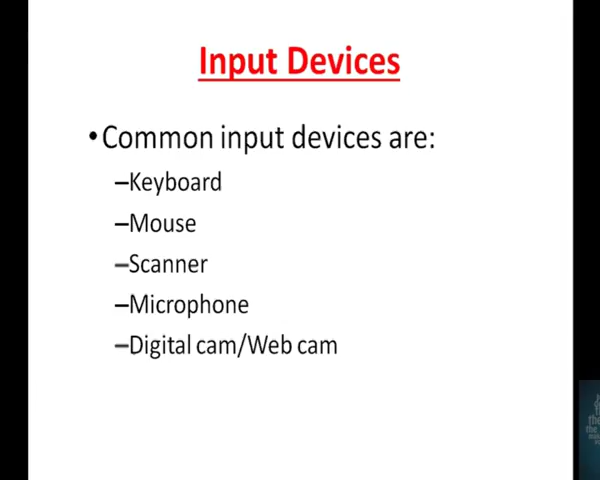 Input Devices
•Common input devices are:
–Keyboard
–Mouse
–Scanner
–Microphone
–Digital cam/Web cam